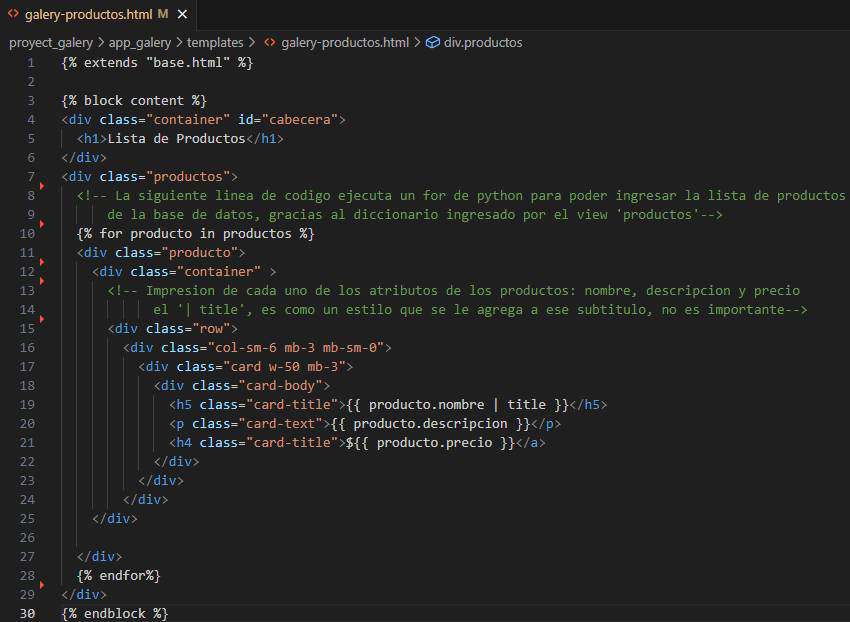 galery-productos.html M ×
proyect_galery > app_galery > templates > galery-productos.html > div.productos
1 {% extends "base.html" %}
2
3 {% block content %}
4 <div class="container" id="cabecera">
5 <h1>Lista de Productos</h1>
6 </div>
7 <div class="productos">
8 <!-- La siguiente linea de codigo ejecuta un for de python para poder ingresar la lista de productos
9 de la base de datos, gracias al diccionario ingresado por el view 'productos'-->
10 {% for producto in productos %}
11 <div class="producto">
12 <div class="container" >
13 <!-- Impresion de cada uno de los atributos de los productos: nombre, descripcion y precio
14 el '| title', es como un estilo que se le agrega a ese subtitulo, no es importante-->
15 <div class="row">
16 <div class="col-sm-6 mb-3 mb-sm-0">
17 <div class="card w-50 mb-3">
18 <div class="card-body">
19 <h5 class="card-title">{{ producto.nombre | title }}</h5>
20 <p class="card-text">{{ producto.descripcion }}</p>
21 <h4 class="card-title">${{ producto.precio }}</a>
22 </div>
23 </div>
24 </div>
25 </div>
26
27 </div>
28 {% endfor%}
29 </div>
30 {% endblock %}